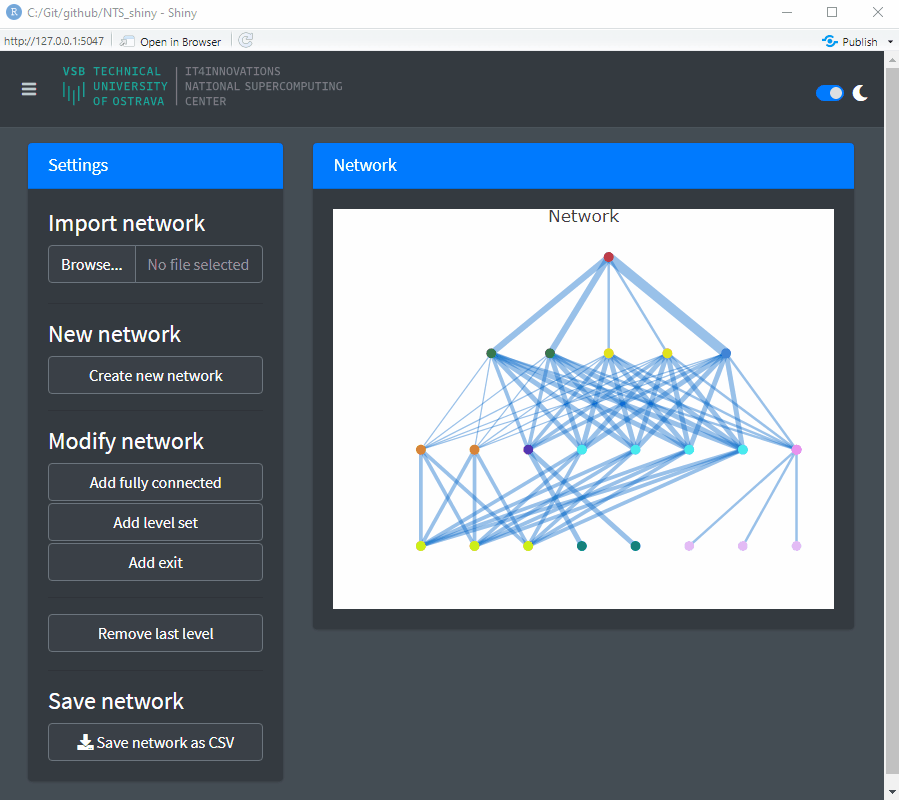 C:/Git/github/NTS_shiny - Shiny
http://127.0.0.1:5047
Open in Browser
Publish
VSB TECHNICAL
UNIVERSITY
OF OSTRAVA
IT4INNOVATIONS
NATIONAL SUPERCOMPUTING
CENTER
Settings
Import network
Browse...
No file selected
New network
Create new network
Modify network
Add fully connected
Add level set
Add exit
Remove last level
Save network
Save network as CSV
Network
Network